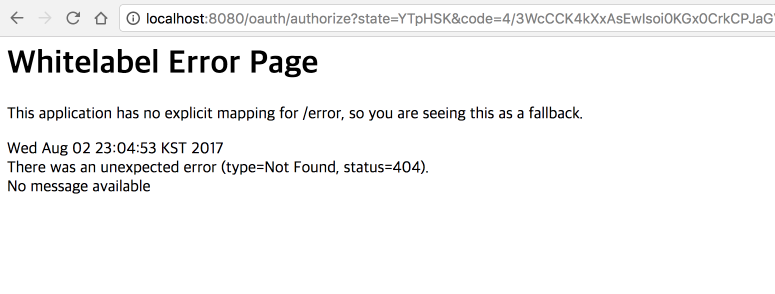 localhost:8080/oauth/authorize?state=YTpHSK&code=4/3WcCCK4kXxAsEwIsoi0KGx0CrkCPJaG
Whitelabel Error Page
This application has no explicit mapping for /error, so you are seeing this as a fallback.
Wed Aug 02 23:04:53 KST 2017
There was an unexpected error (type=Not Found, status=404).
No message available